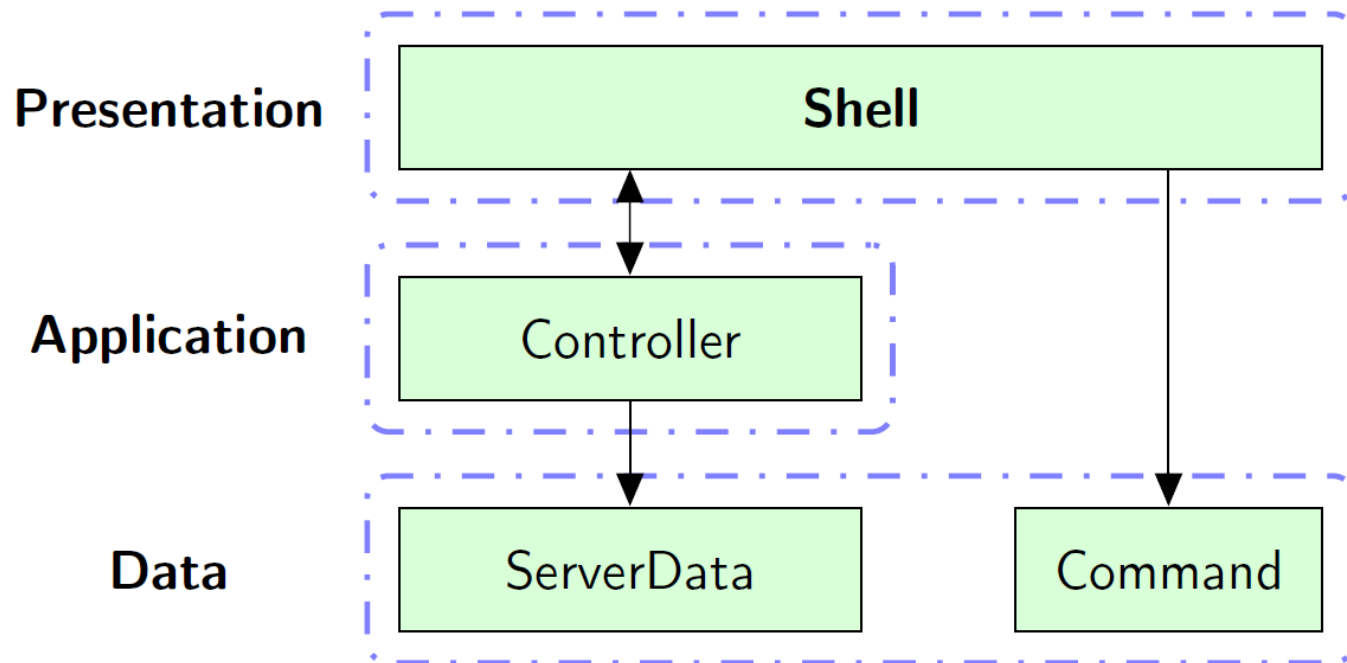 Presentation
Shell
Application
Controller
Data
ServerData
Command